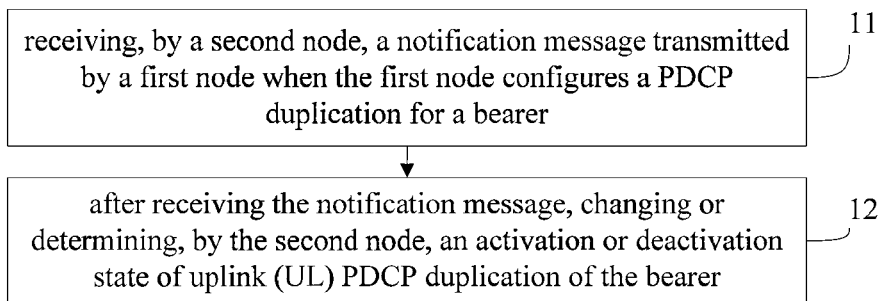 receiving, by a second node, a notification message transmitted
by a first node when the first node configures a PDCP
duplication for a bearer
11
after receiving the notification message, changing or
determining, by the second node, an activation or deactivation
state of uplink (UL) PDCP duplication of the bearer
12